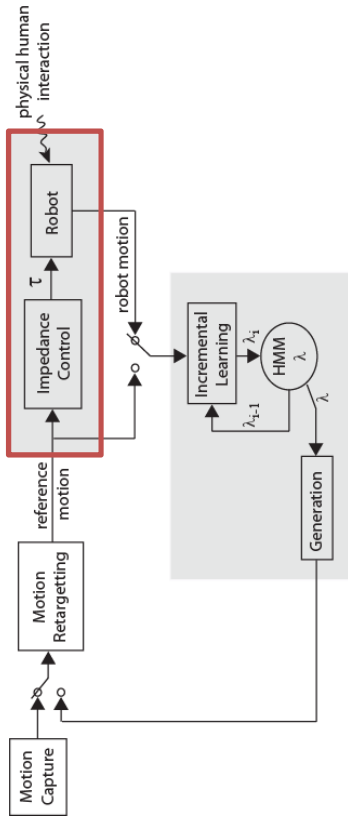 Motion
Capture
Motion
Retargetting
reference
motion
Impedance
Control
τ
Robot
physical human
interaction
robot motion
Incremental
Learning
λi
λi-1
HMM
λ
λ
Generation